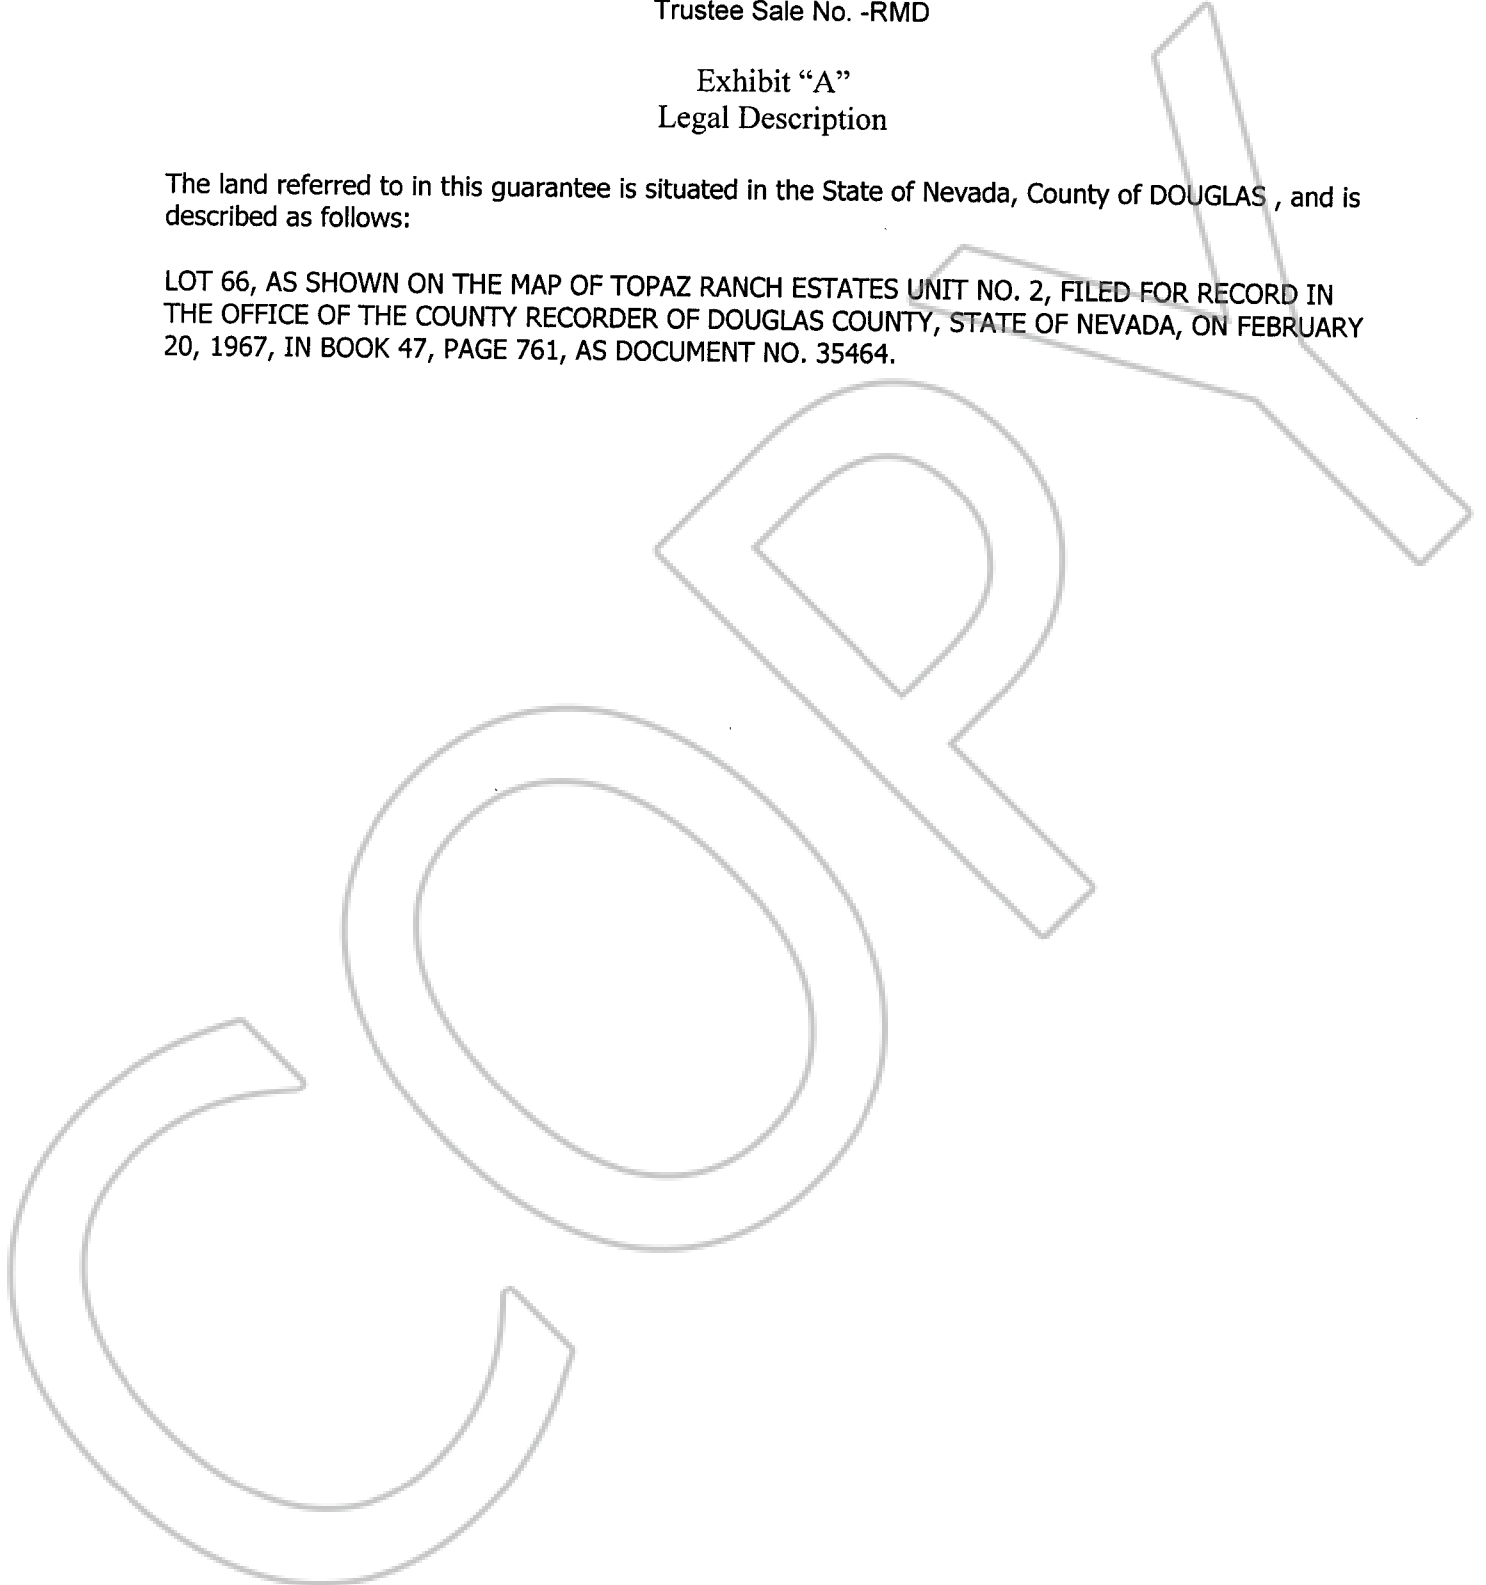 Trustee Sale No. -RMD
Exhibit “A”
Legal Description
The land referred to in this guarantee is situated in the State of Nevada, County of DOUGLAS , and is
described as follows:
LOT 66, AS SHOWN ON THE MAP OF TOPAZ RANCH ESTATES UNIT NO. 2, FILED FOR RECORD IN
THE OFFICE OF THE COUNTY RECORDER OF DOUGLAS COUNTY, STATE OF NEVADA, ON FEBRUARY
20, 1967, IN BOOK 47, PAGE 761, AS DOCUMENT NO. 35464.
COPY